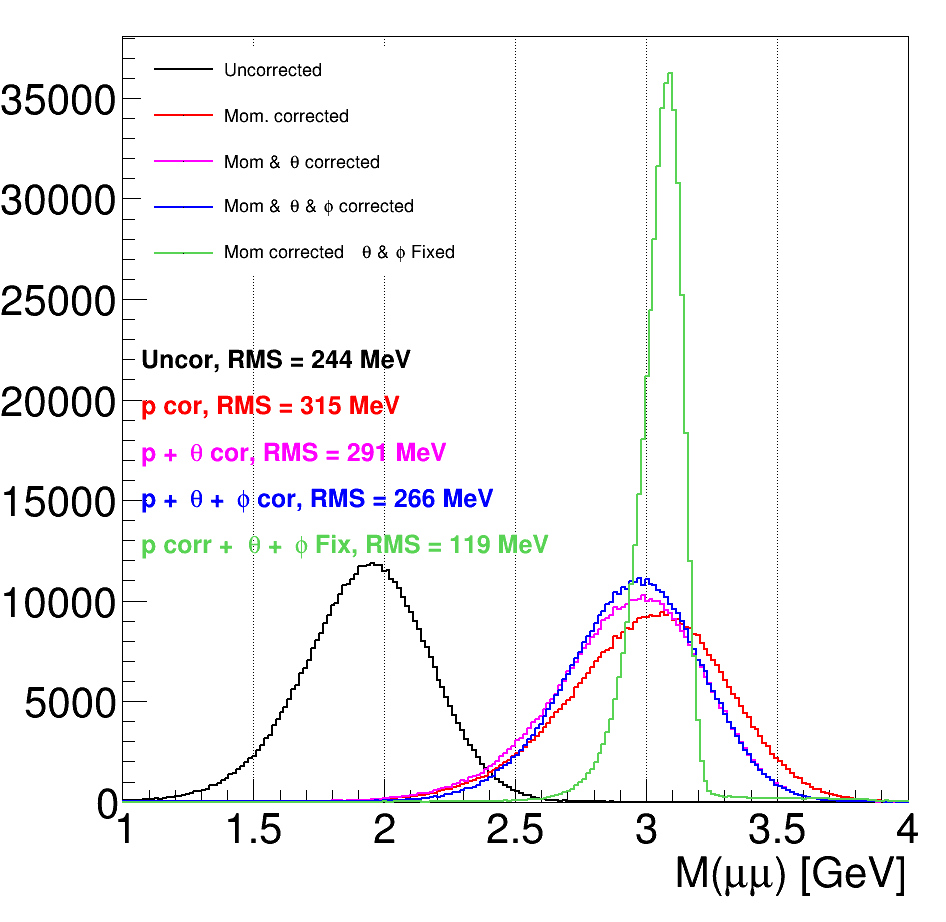 Uncorrected
Mom. corrected
Mom & θ corrected
Mom & θ & ϕ corrected
Mom corrected θ & ϕ Fixed
Uncor, RMS = 244 MeV
p cor, RMS = 315 MeV
p + θ cor, RMS = 291 MeV
p + θ + ϕ cor, RMS = 266 MeV
p corr + θ + ϕ Fix, RMS = 119 MeV
35000
30000
25000
20000
15000
10000
5000
0
1 1.5 2 2.5 3 3.5 4
M(μμ) [GeV]